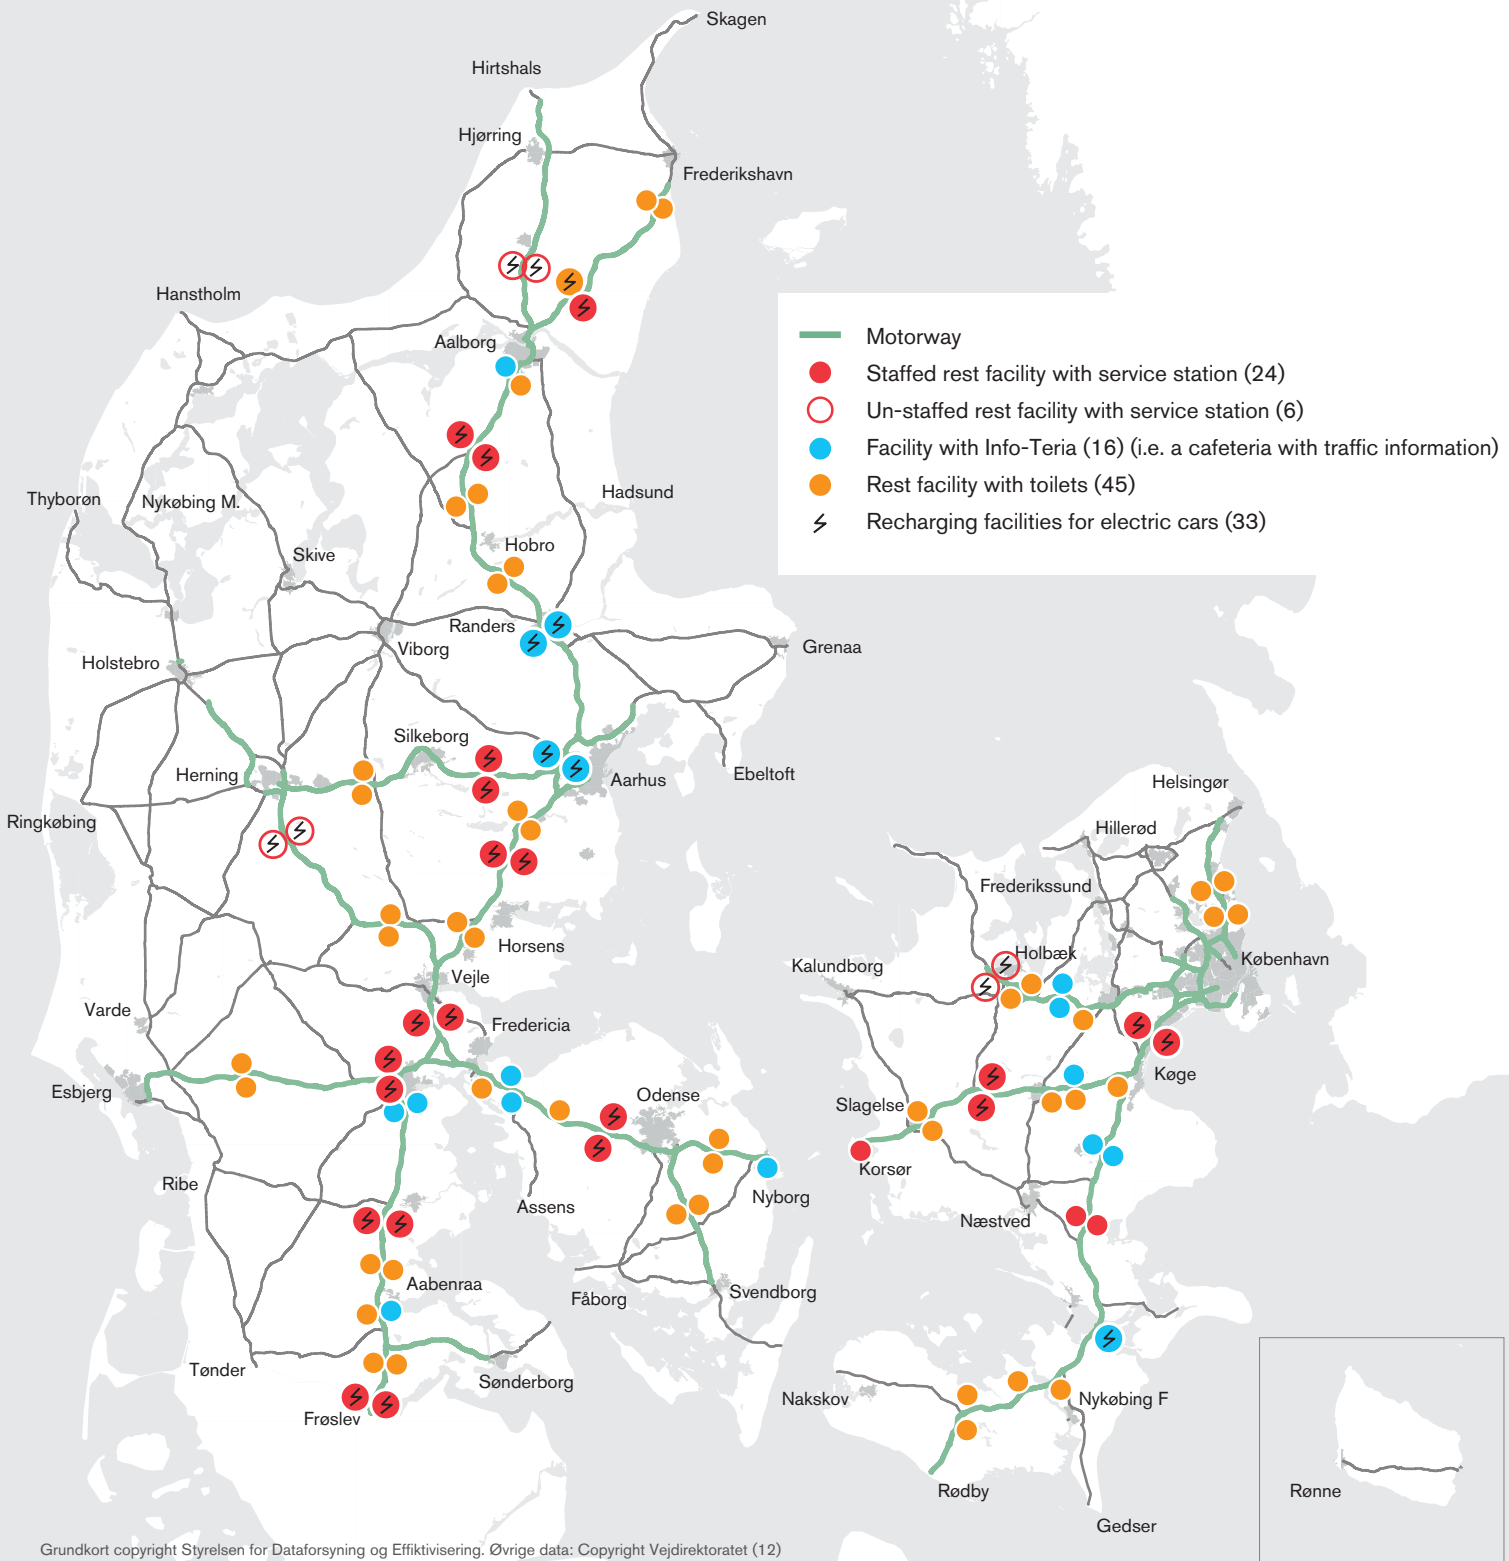 Skagen
Hirtshals
Hjørring
Frederikshavn
Hanstholm
Aalborg
Motorway
Staffed rest facility with service station (24)
Un-staffed rest facility with service station (6)
Facility with Info-Teria (16) (i.e. a cafeteria with traffic information)
Rest facility with toilets (45)
Recharging facilities for electric cars (33)
Thyborøn
Nykøbing M.
Hadsund
Hobro
Skive
Randers
Viborg
Grenaa
Holstebro
Silkeborg
Herning
Aarhus
Ebeltoft
Helsingør
Ringkøbing
Hillerød
Frederikssund
Horsens
Holbæk
København
Kalundborg
Vejle
Varde
Fredericia
Esbjerg
Odense
Køge
Slagelse
Korsør
Ribe
Nyborg
Assens
Næstved
Aabenraa
Fåborg
Svendborg
Tønder
Sønderborg
Nakskov
Nykøbing F
Frøslev
Rødby
Rønne
Gedser
Grundkort copyright Styrelsen for Dataforsyning og Effiktivisering. Øvrige data: Copyright Vejdirektoratet (12)